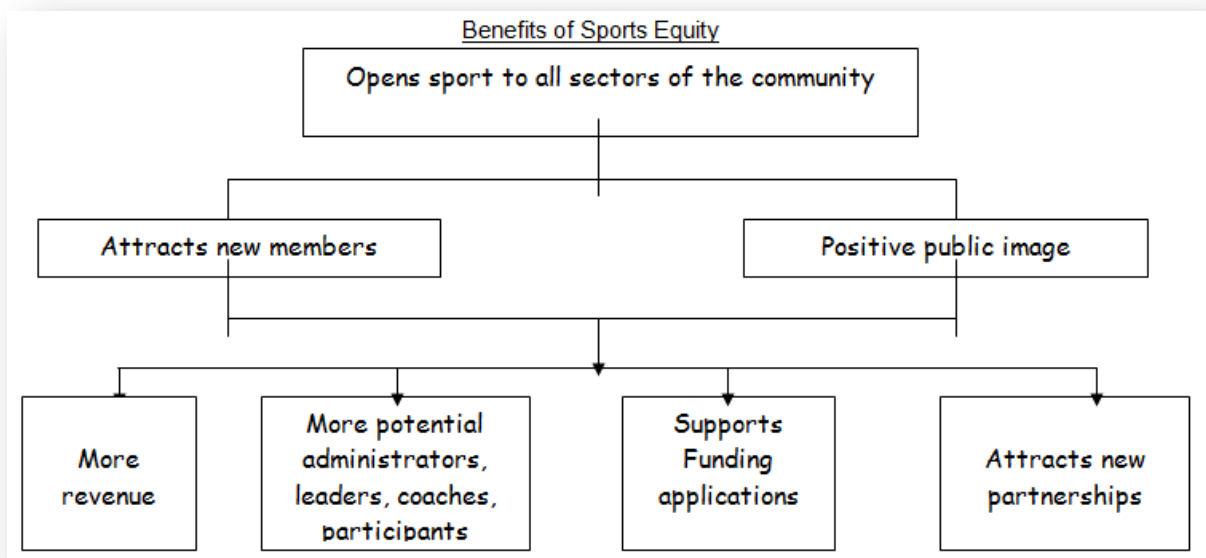 Benefits of Sports Equity
Opens sport to all sectors of the community
Attracts new members
Positive public image
More
revenue
More potential
administrators,
leaders, coaches,
participants
Supports
Funding
applications
Attracts new
partnerships